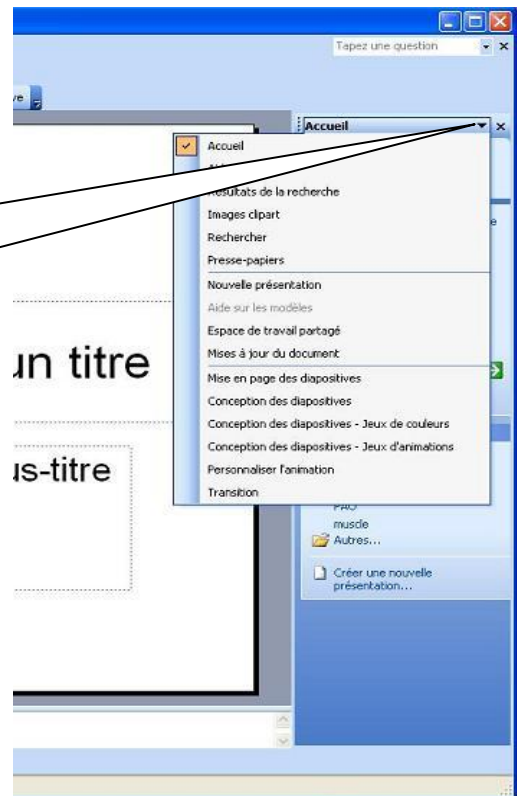 Tapez une question
ve
Accueil
Accueil
Résultats de la recherche
Images clipart
Rechercher
Presse-papiers
Nouvelle présentation
Aide sur les modèles
Espace de travail partagé
Mises à jour du document
Mise en page des diapositives
Conception des diapositives
Conception des diapositives - Jeux de couleurs
Conception des diapositives - Jeux d'animations
Personnaliser l'animation
Transition
un titre
us-titre
PAO
muscle
Autres...
Créer une nouvelle
présentation...